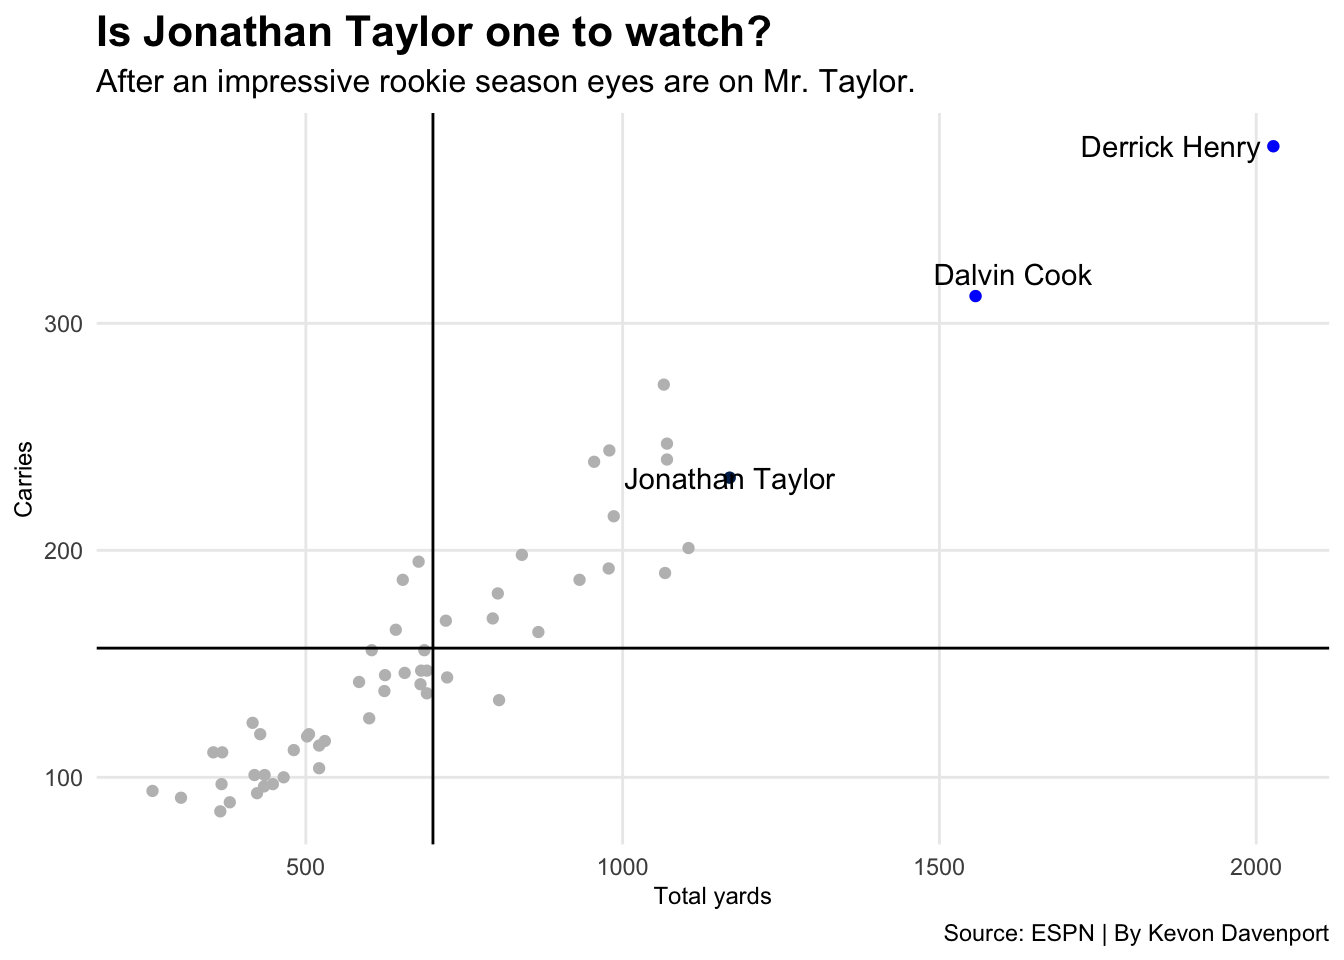 Is Jonathan Taylor one to watch?
After an impressive rookie season eyes are on Mr. Taylor.
Derrick Henry
Dalvin Cook
300
Carries
Jonathan Taylor
200
100
500 1000 1500 2000
Total yards
Source: ESPN | By Kevon Davenport